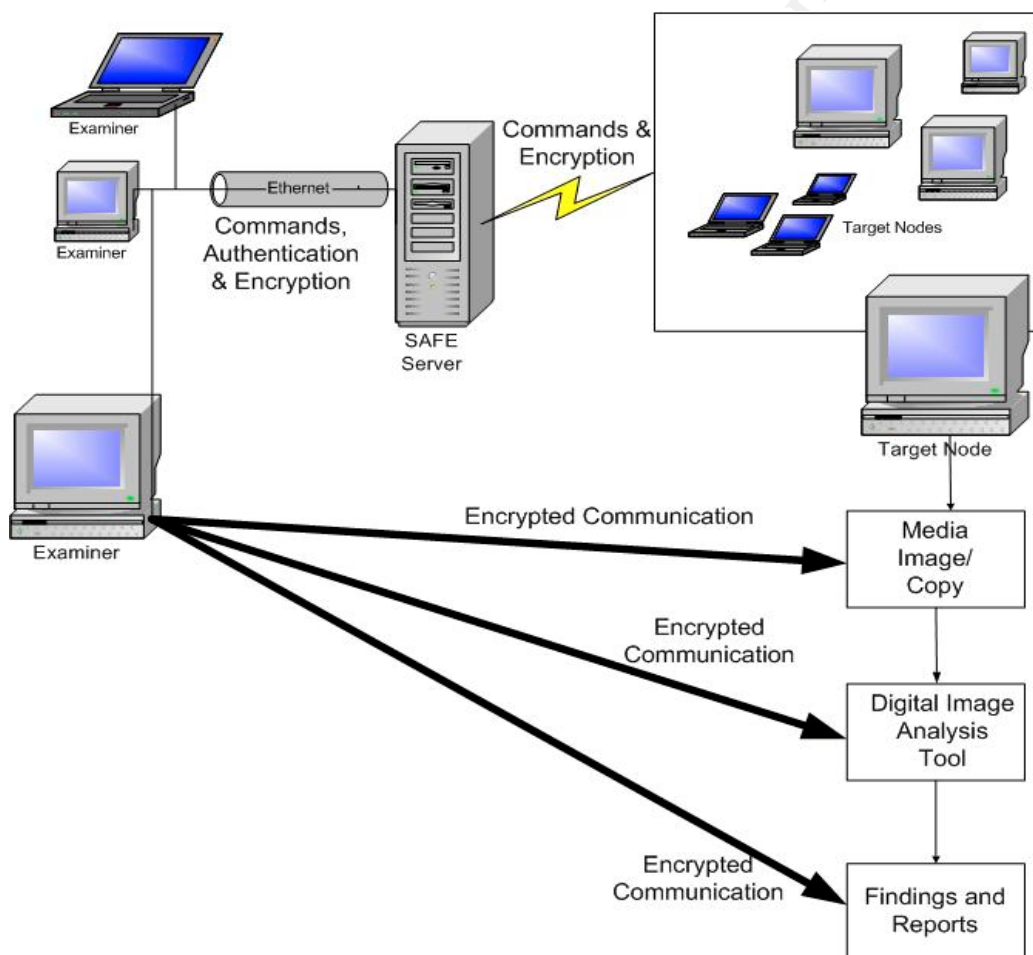 Examiner
Examiner
Ethernet
Commands,
Authentication
& Encryption
SAFE
Server
Commands &
Encryption
Target Nodes
Target Node
Examiner
Encrypted Communication
Media
Image/
Copy
Encrypted
Communication
Digital Image
Analysis
Tool
Encrypted
Communication
Findings and
Reports